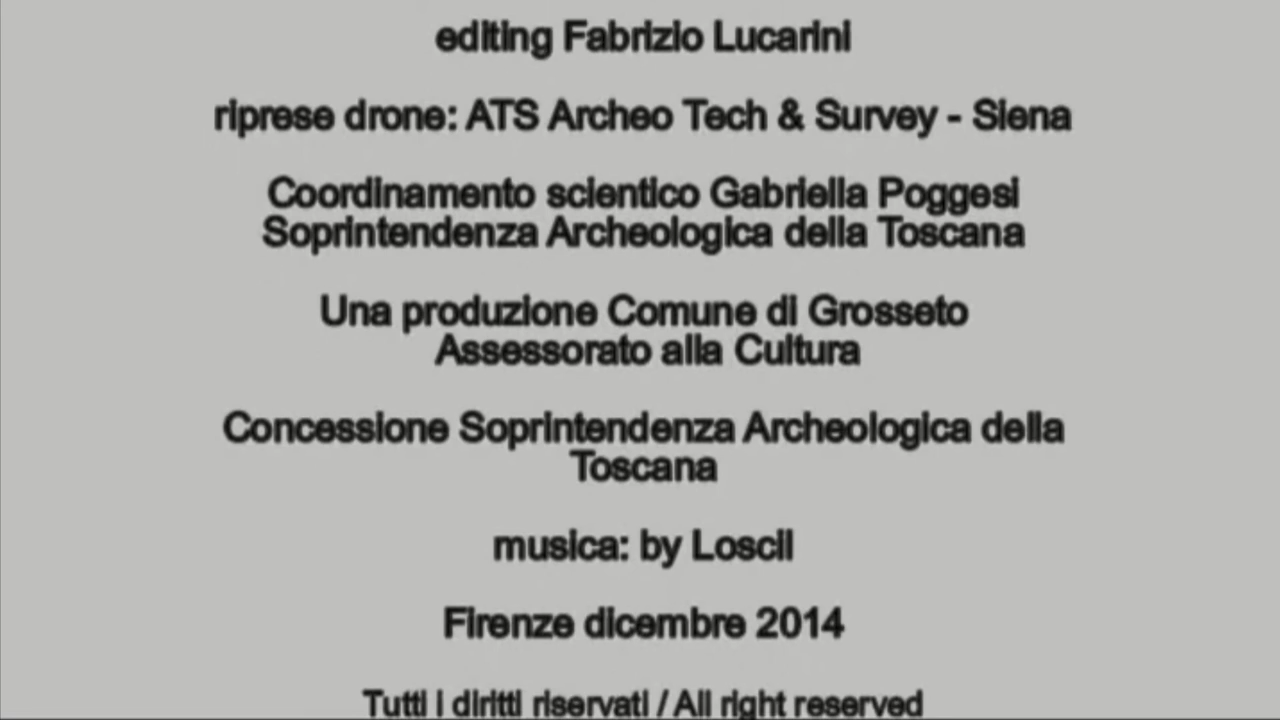 editing Fabrizio Lucarini
riprese drone: ATS Archeo Tech & Survey - Siena
Coordinamento scientico Gabriella Poggesi
Soprintendenza Archeologica della Toscana
Una produzione Comune di Grosseto
Assessorato alla Cultura
Concessione Soprintendenza Archeologica della
Toscana
musica: by Loscil
Firenze dicembre 2014
Tutti i diritti riservati / All right reserved